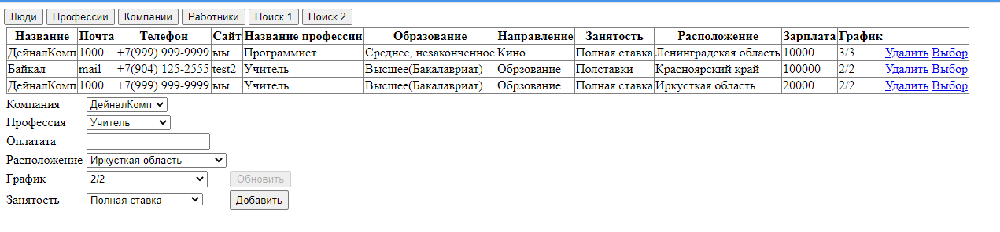 Люди Профессии Компании Работники Поиск 1 Поиск 2
Название Почта Телефон Сайт Название профессии Образование Направление Занятость Расположение Зарплата График
ДейналКомп 1000 +7(999) 999-9999 ыы Программист Среднее, незаконченное Кино Полная ставка Ленинградская область 10000 3/3 Удалить Выбор
Байкал mail +7(904) 125-2555 test2 Учитель Высшее(Бакалавриат) Обрзование Полставки Красноярский край 100000 2/2 Удалить Выбор
ДейналКомп 1000 +7(999) 999-9999 ыы Учитель Высшее(Бакалавриат) Обрзование Полная ставка Иркусткая область 20000 2/2 Удалить Выбор
Компания ДейналКомп
Профессия Учитель
Оплатата
Расположение Иркусткая область
График 2/2 Обновить
Занятость Полная ставка Добавить